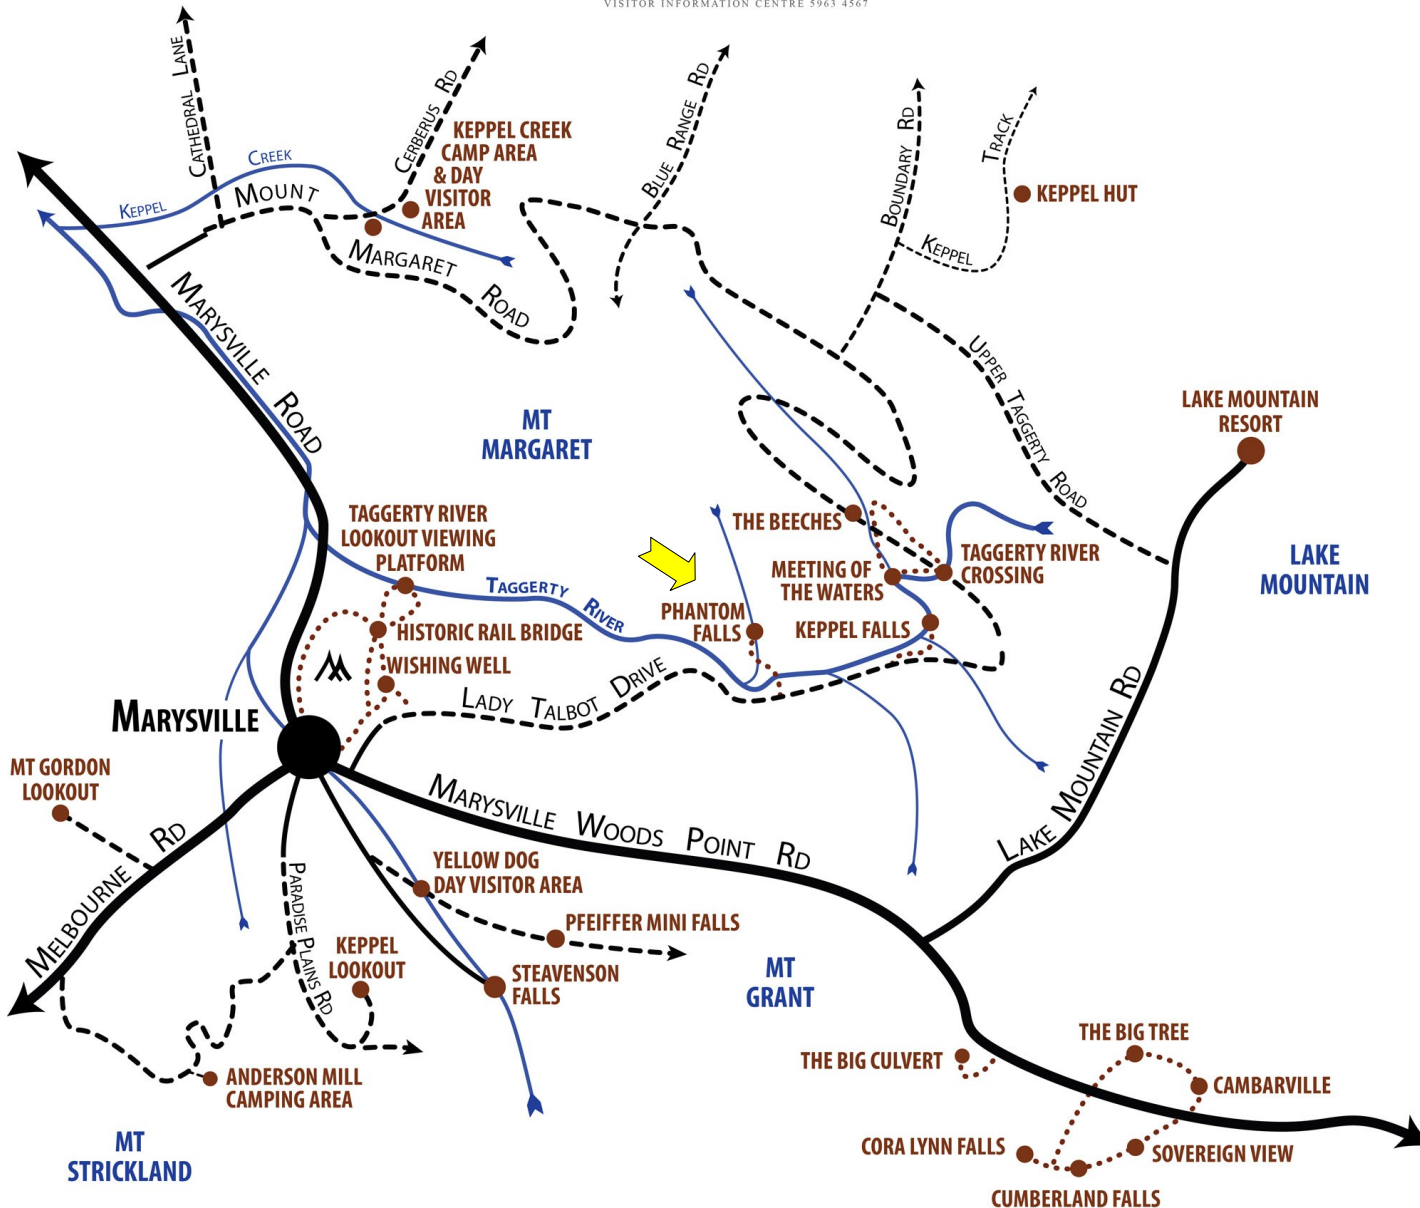 VISITOR INFORMATION CENTRE 5963 4567
CATHEDRAL LANE
CERBERUS RD
BLUE RANGE RD
BOUNDARY RD
TRACK
KEPPEL
KEPPEL HUT
KEPPEL CREEK
CAMP AREA
& DAY
VISITOR
AREA
KEPPEL CREEK
MOUNT
MARGARET
ROAD
MARYSVILLE ROAD
UPPER TAGGERTY ROAD
LAKE MOUNTAIN
RESORT
MT
MARGARET
TAGGERTY RIVER
LOOKOUT VIEWING
PLATFORM
THE BEECHES
TAGGERTY RIVER
CROSSING
MEETING OF
THE WATERS
LAKE
MOUNTAIN
TAGGERTY RIVER
PHANTOM
FALLS
KEPPEL FALLS
HISTORIC RAIL BRIDGE
WISHING WELL
LADY TALBOT DRIVE
MARYSVILLE
MT GORDON
LOOKOUT
LAKE MOUNTAIN RD
MARYSVILLE WOODS POINT RD
MELBOURNE RD
PARADISE PLAINS RD
YELLOW DOG
DAY VISITOR AREA
PFEIFFER MINI FALLS
KEPPEL
LOOKOUT
STEAVENSON
FALLS
MT
GRANT
ANDERSON MILL
CAMPING AREA
THE BIG CULVERT
THE BIG TREE
CAMBARVILLE
CORA LYNN FALLS
SOVEREIGN VIEW
CUMBERLAND FALLS
MT
STRICKLAND